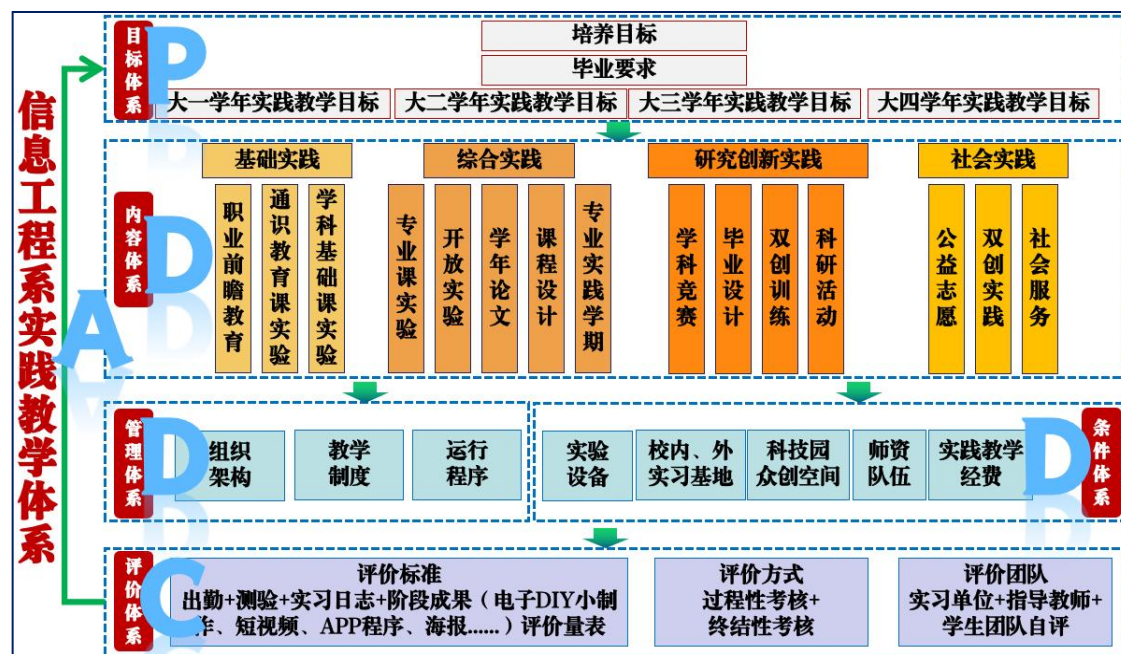 信息工程系实践教学体系
目标体系
P
培养目标
毕业要求
大一学年实践教学目标
大二学年实践教学目标
大三学年实践教学目标
大四学年实践教学目标
内容体系
D
A
基础实践
职业前瞻教育
通识教育课实验
学科基础课实验
综合实践
专业课实验
开放实验
学年论文
课程设计
专业实践学期
研究创新实践
学科竞赛
毕业设计
双创训练
科研活动
社会实践
公益志愿
双创实践
社会服务
管理体系
D
组织
架构
教学
制度
运行
程序
实验
设备
校内、外
实习基地
科技园
众创空间
师资
队伍
实践教学
经费
D
条件体系
评价体系
C
评价标准
出勤+测验+实习日志+阶段成果（电子DIY小制
作、短视频、APP程序、海报......）评价量表
评价方式
过程性考核+
终结性考核
评价团队
实习单位+指导教师+
学生团队自评